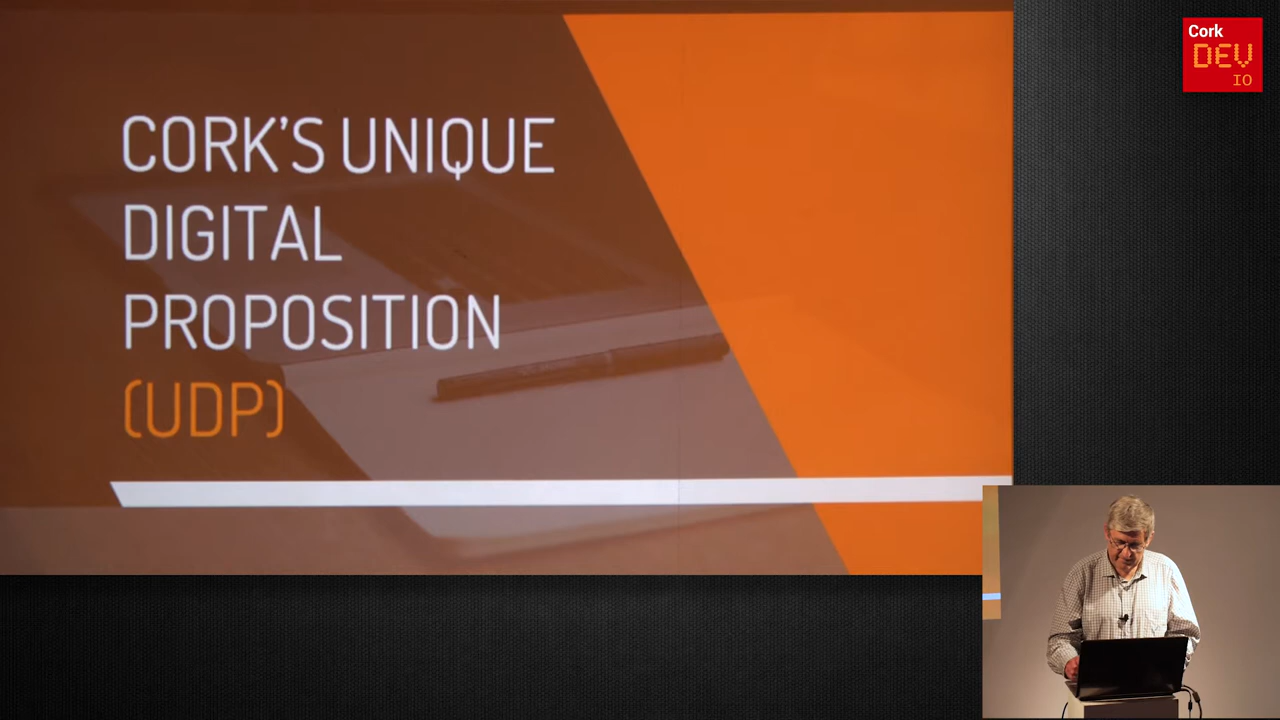 CORK'S UNIQUE
DIGITAL
PROPOSITION
(UDP)
Cork
DEV
IO